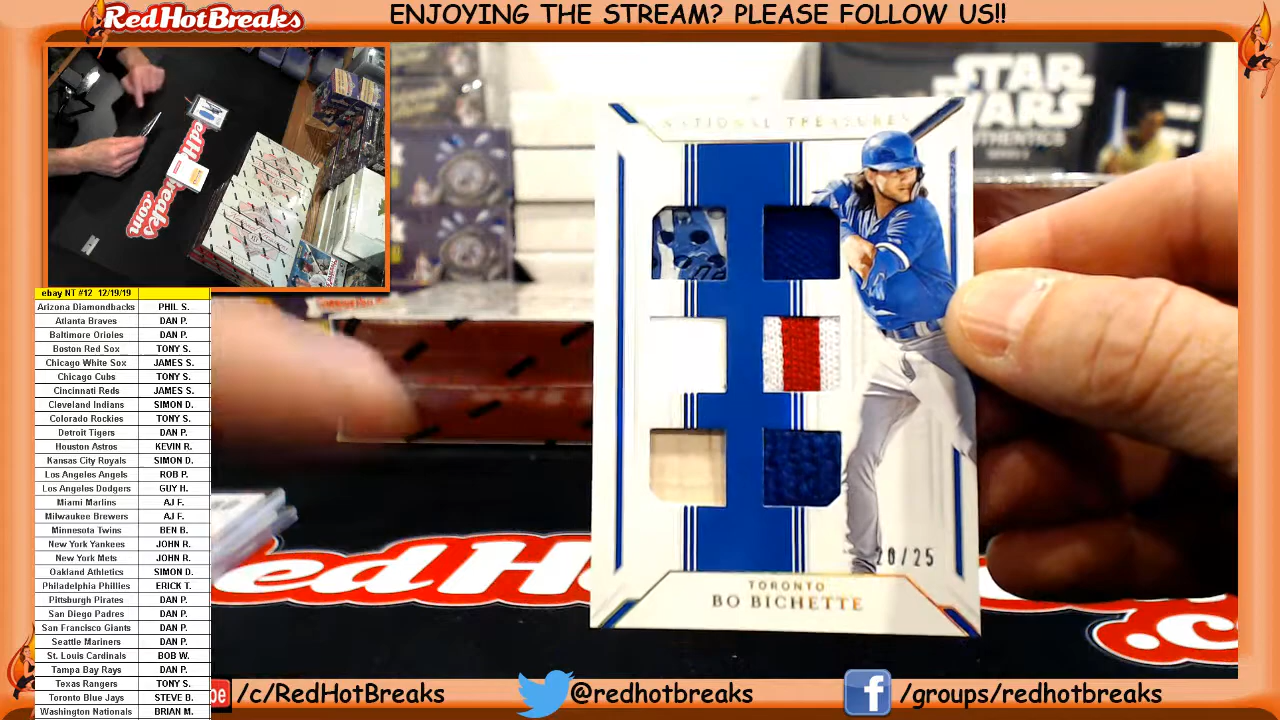 RedHotBreaks
ENJOYING THE STREAM? PLEASE FOLLOW US!!
ebay NT #12 12/19/19
Arizona Diamondbacks PHIL S.
Atlanta Braves DAN P.
Baltimore Orioles DAN P.
Boston Red Sox TONY S.
Chicago White Sox JAMES S.
Chicago Cubs TONY S.
Cincinnati Reds JAMES S.
Cleveland Indians SIMON D.
Colorado Rockies TONY S.
Detroit Tigers DAN P.
Houston Astros KEVIN R.
Kansas City Royals SIMON D.
Los Angeles Angels ROB P.
Los Angeles Dodgers GUY H.
Miami Marlins AJ F.
Milwaukee Brewers AJ F.
Minnesota Twins BEN B.
New York Yankees JOHN R.
New York Mets JOHN R.
Oakland Athletics SIMON D.
Philadelphia Phillies ERICK T.
Pittsburgh Pirates DAN P.
San Diego Padres DAN P.
San Francisco Giants DAN P.
Seattle Mariners DAN P.
St. Louis Cardinals BOB W.
Tampa Bay Rays DAN P.
Texas Rangers TONY S.
Toronto Blue Jays STEVE B.
Washington Nationals BRIAN M.
STAR
WARS
NATIONAL TREASURES
20/25
TORONTO
BO BICHETTE
ed H
.c
reaks
.com
/c/RedHotBreaks
@redhotbreaks
/groups/redhotbreaks